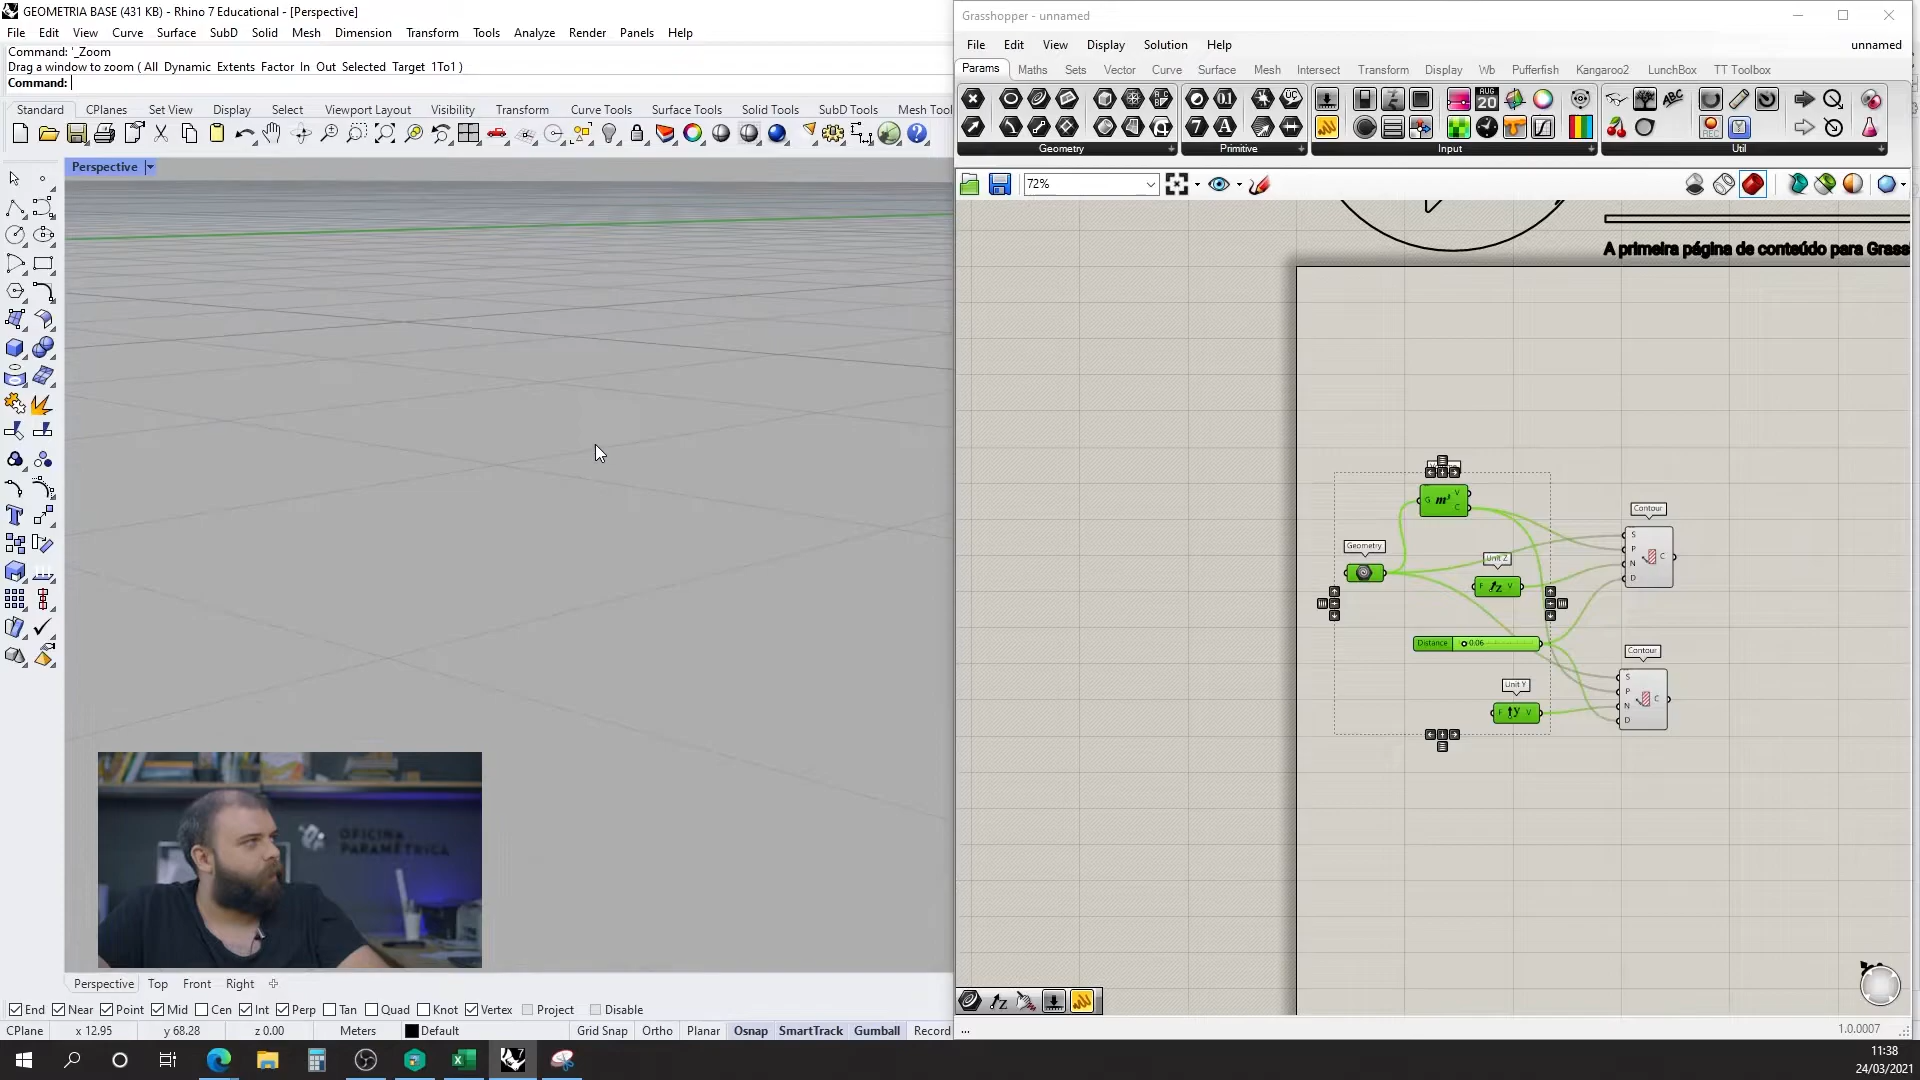 GEOMETRIA BASE (431 KB) - Rhino 7 Educational - [Perspective]
File Edit View Curve Surface SubD Solid Mesh Dimension Transform Tools Analyze Render Panels Help
Command: '_Zoom
Drag a window to zoom ( All Dynamic Extents Factor In Out Selected Target 1To1 )
Command:
Standard CPlanes Set View Display Select Viewport Layout Visibility Transform Curve Tools Surface Tools Solid Tools SubD Tools Mesh Tool
Perspective
OFICINA
PARAMÉTRICA
Perspective Top Front Right
End Near Point Mid Cen Int Perp Tan Quad Knot Vertex Project Disable
CPlane x 12.95 y 68.28 z 0.00 Meters Default Grid Snap Ortho Planar Osnap SmartTrack Gumball Record
Grasshopper - unnamed
File Edit View Display Solution Help unnamed
Params Maths Sets Vector Curve Surface Mesh Intersect Transform Display Wb Pufferfish Kangaroo2 LunchBox TT Toolbox
Geometry Primitive Input Util
72%
A primeira página de conteúdo para Grass
Geometry
G V
C
Unit Z
F V
Distance 0.06
Unit Y
F V
Contour
S
P
N
D
C
Contour
S
P
N
D
C
...
1.0.0007
11:38
24/03/2021